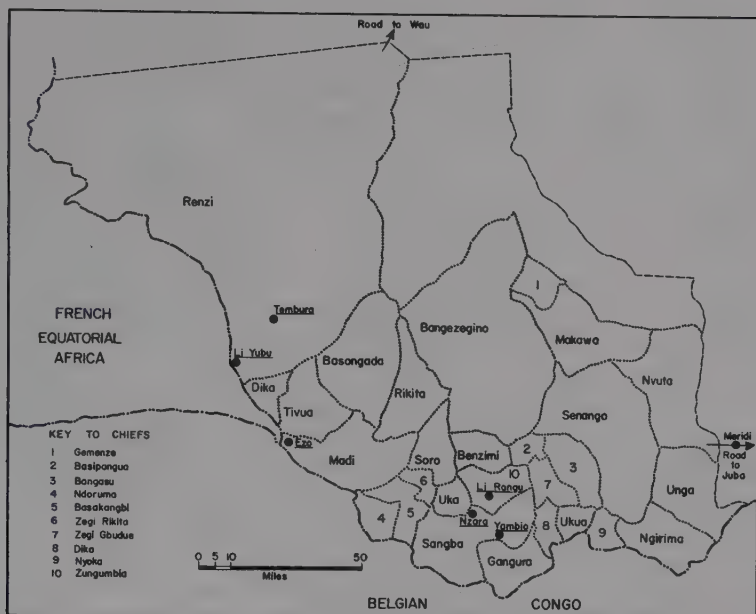 Road to Wau
Renzi
FRENCH
EQUATORIAL
AFRICA
Tembura
Li Yubu
Dika
Tivua
Basongada
Rikita
Bangezegino
1
Makawa
Nvuta
Senango
Ezo
Madi
Soro
Benzimi
2
10
3
7
Meridi
Road
to
Juba
KEY TO CHIEFS
1 Gemenze
2 Basipongua
3 Bangasu
4 Ndoruma
5 Basakangbi
6 Zegi Rikita
7 Zegi Gbudue
8 Dika
9 Nyoka
10 Zungumbia
6
Uka
Li Rangu
Nzara
Yambio
4
5
Sangba
Gangura
8
Ukua
9
Unga
Ngirima
0 5 10 50
Miles
BELGIAN CONGO